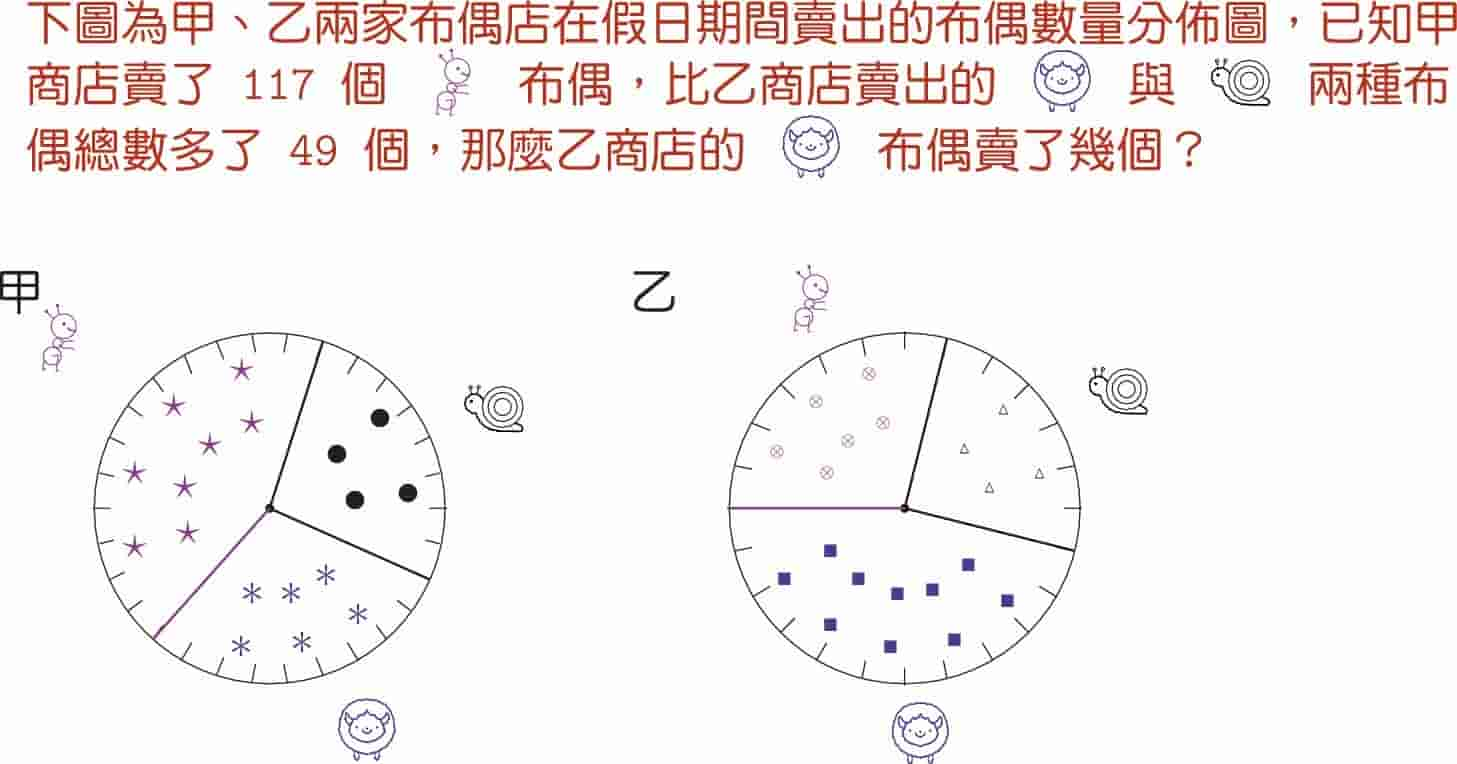 下圖為甲、乙兩家布偶店在假日期間賣出的布偶數量分佈圖,已知甲
商店賣了 117 個 布偶,比乙商店賣出的 與 兩種布
偶總數多了 49 個,那麼乙商店的 布偶賣了幾個?
甲 乙